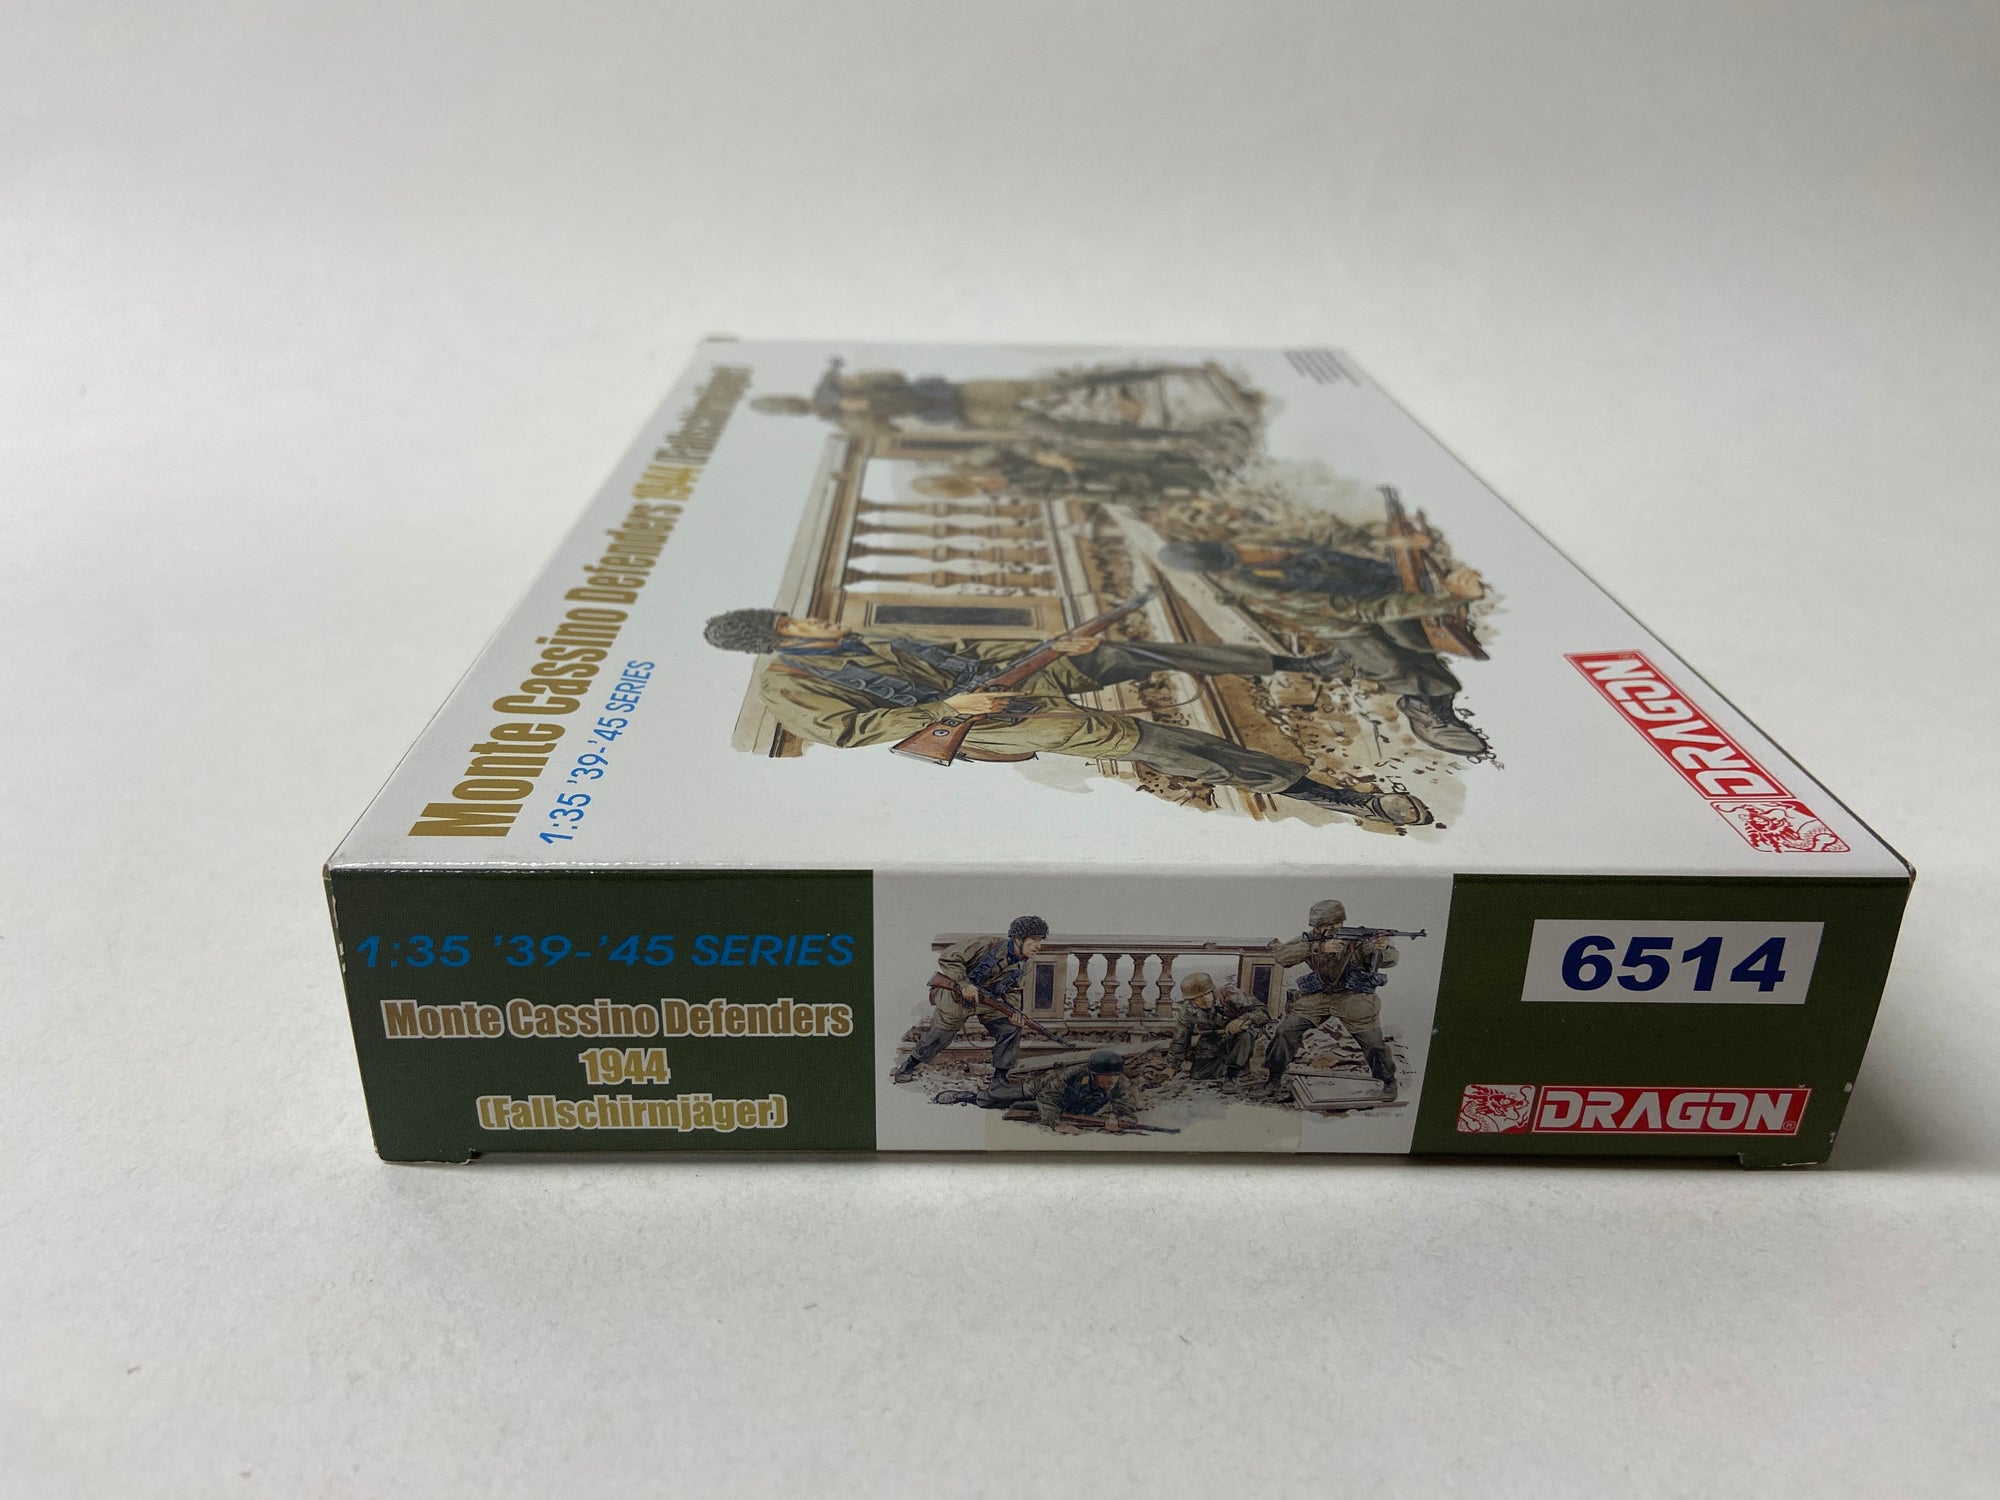 Monte Cassino Defenders 1944 (Fallschirmjäger)
1:35 '39-'45 SERIES
DRAGON
1:35 '39-'45 SERIES
Monte Cassino Defenders
1944
(Fallschirmjäger)
6514
DRAGON